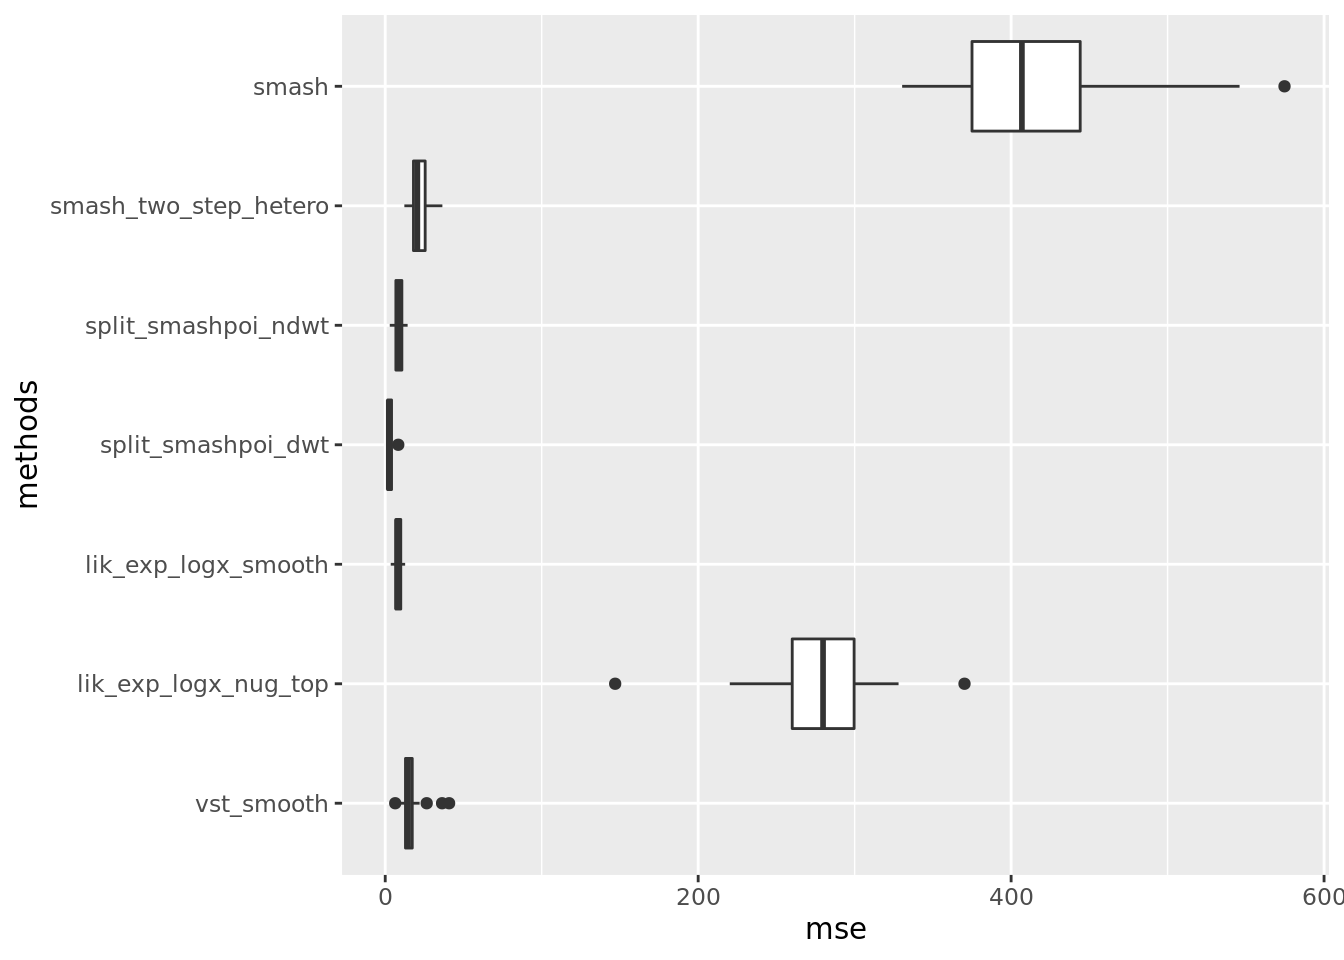 methods
smash
smash_two_step_hetero
split_smashpoi_ndwt
split_smashpoi_dwt
lik_exp_logx_smooth
lik_exp_logx_nug_top
vst_smooth
0 200 400 600
mse